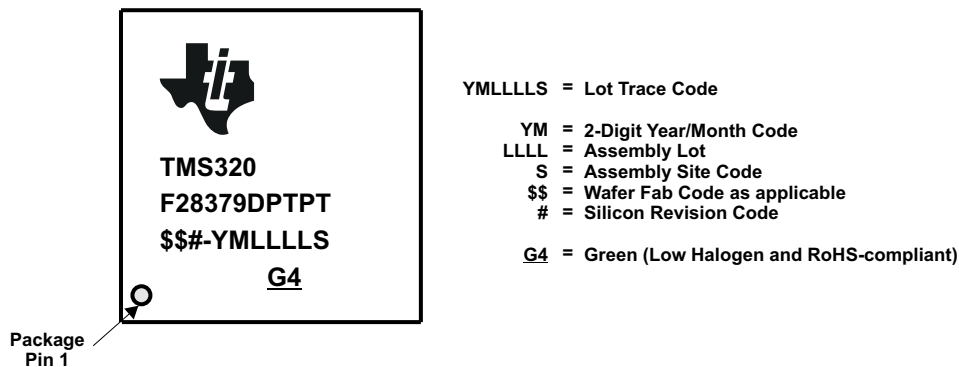 TMS320
F28379DPTPT
$$#-YMLLLLS
G4
Package
Pin 1
YMLLLLS = Lot Trace Code
YM = 2-Digit Year/Month Code
LLLL = Assembly Lot
S = Assembly Site Code
$$ = Wafer Fab Code as applicable
# = Silicon Revision Code
G4 = Green (Low Halogen and RoHS-compliant)